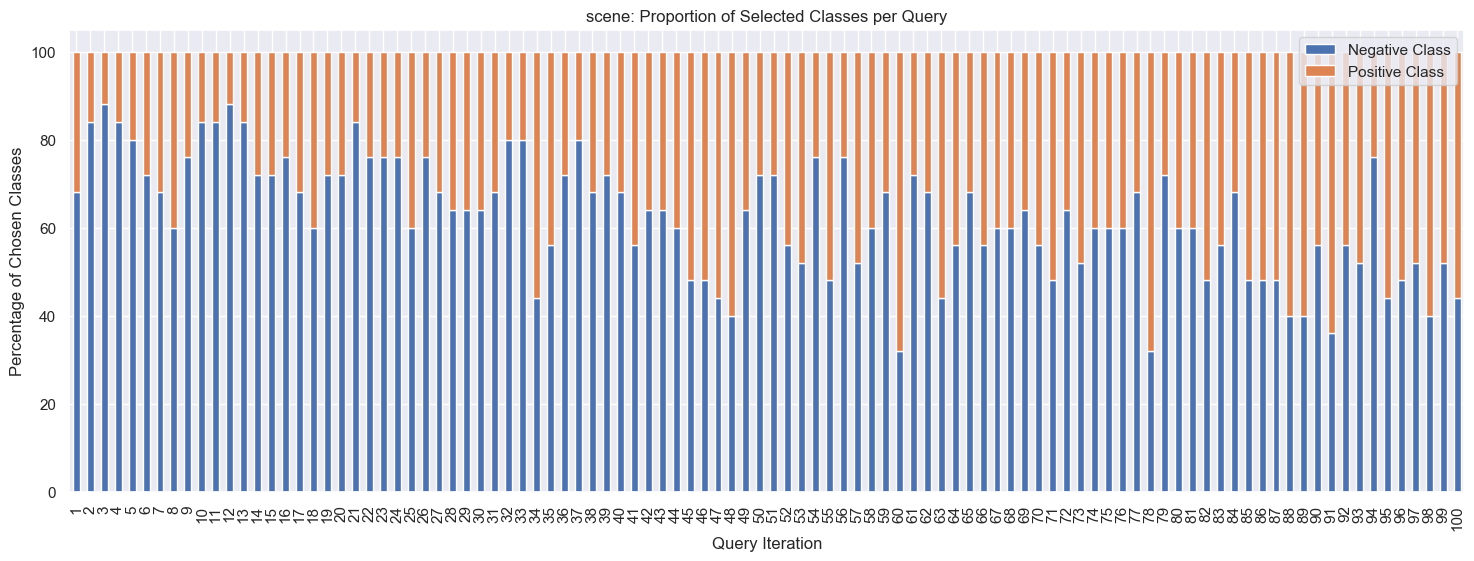 scene: Proportion of Selected Classes per Query
Negative Class
Positive Class
Percentage of Chosen Classes
100
80
60
40
20
0
1 2 3 4 5 6 7 8 9 10 11 12 13 14 15 16 17 18 19 20 21 22 23 24 25 26 27 28 29 30 31 32 33 34 35 36 37 38 39 40 41 42 43 44 45 46 47 48 49 50 51 52 53 54 55 56 57 58 59 60 61 62 63 64 65 66 67 68 69 70 71 72 73 74 75 76 77 78 79 80 81 82 83 84 85 86 87 88 89 90 91 92 93 94 95 96 97 98 99 100
Query Iteration